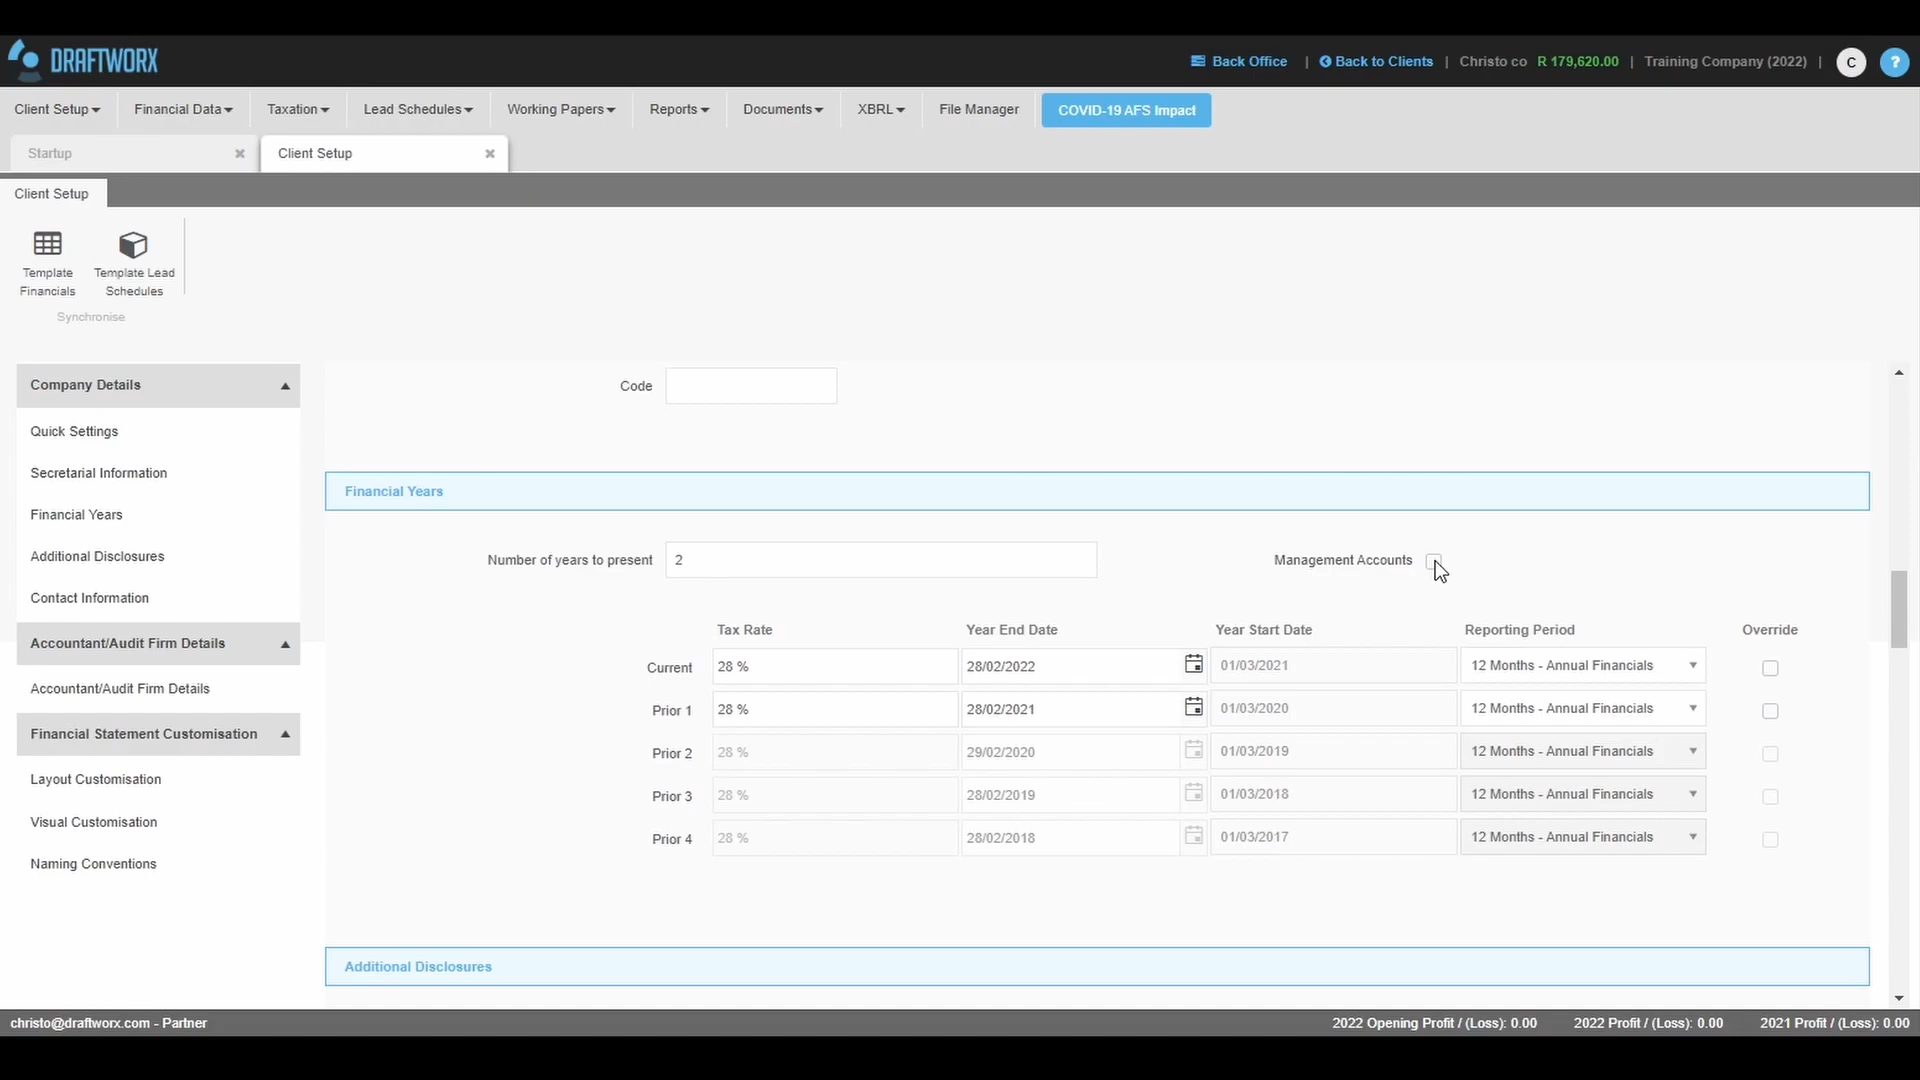 DRAFTWORX
Back Office | Back to Clients | Christo co R 179,620.00 | Training Company (2022) | C ?
Client Setup Financial Data Taxation Lead Schedules Working Papers Reports Documents XBRL File Manager COVID-19 AFS Impact
Startup Client Setup
Client Setup
Template Financials
Template Lead Schedules
Synchronise
Company Details
Quick Settings
Secretarial Information
Financial Years
Additional Disclosures
Contact Information
Accountant/Audit Firm Details
Accountant/Audit Firm Details
Financial Statement Customisation
Layout Customisation
Visual Customisation
Naming Conventions
Code
Financial Years
Number of years to present 2 Management Accounts
Tax Rate Year End Date Year Start Date Reporting Period Override
Current 28 % 28/02/2022 01/03/2021 12 Months - Annual Financials
Prior 1 28 % 28/02/2021 01/03/2020 12 Months - Annual Financials
Prior 2 28 % 29/02/2020 01/03/2019 12 Months - Annual Financials
Prior 3 28 % 28/02/2019 01/03/2018 12 Months - Annual Financials
Prior 4 28 % 28/02/2018 01/03/2017 12 Months - Annual Financials
Additional Disclosures
christo@draftworx.com - Partner 2022 Opening Profit / (Loss): 0.00 2022 Profit / (Loss): 0.00 2021 Profit / (Loss): 0.00